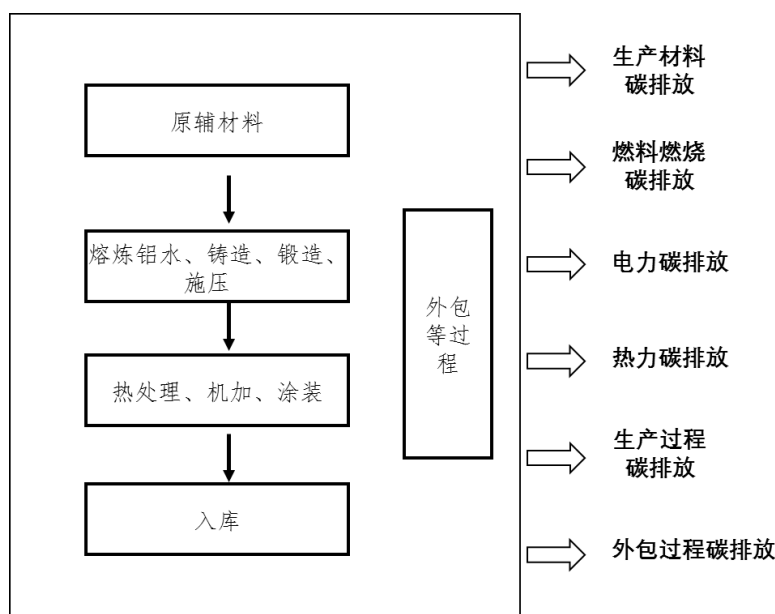 原辅材料
熔炼铝水、铸造、锻造、
施压
热处理、机加、涂装
入库
外包
等过
程
生产材料
碳排放
燃料燃烧
碳排放
电力碳排放
热力碳排放
生产过程
碳排放
外包过程碳排放